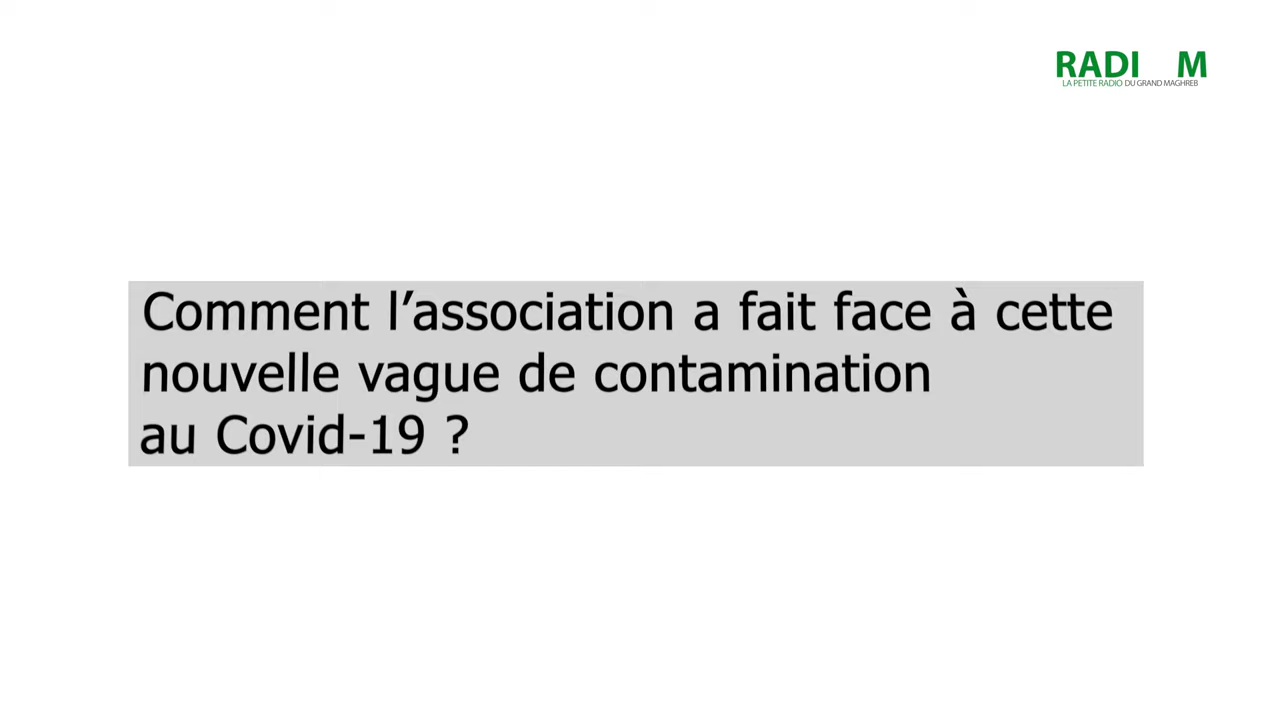 RADI M
LA PETITE RADIO DU GRAND MAGHREB
Comment l’association a fait face à cette
nouvelle vague de contamination
au Covid-19 ?